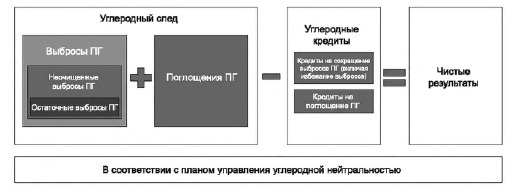 Углеродный след
Выбросы ПГ
Неочищенные
выбросы ПГ
Остаточные выбросы ПГ
Поглощения ПГ
Углеродные
кредиты
Кредиты на сокращение
выбросов ПГ (включая
избежание выбросов)
Кредиты на
поглощение ПГ
Чистые
результаты
В соответствии с планом управления углеродной нейтральностью